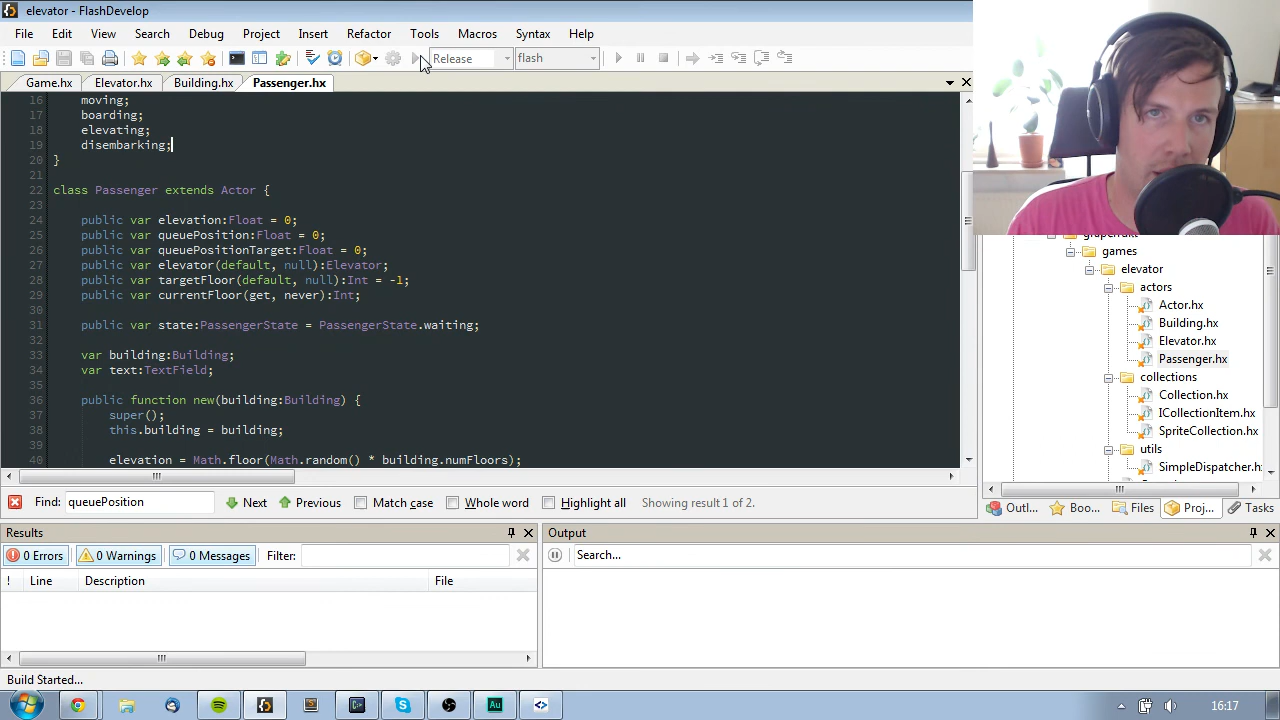 elevator - FlashDevelop
File Edit View Search Debug Project Insert Refactor Tools Macros Syntax Help
Release flash
Game.hx Elevator.hx Building.hx Passenger.hx
16 moving;
17 boarding;
18 elevating;
19 disembarking;
20 }
21
22 class Passenger extends Actor {
23
24 public var elevation:Float = 0;
25 public var queuePosition:Float = 0;
26 public var queuePositionTarget:Float = 0;
27 public var elevator(default, null):Elevator;
28 public var targetFloor(default, null):Int = -1;
29 public var currentFloor(get, never):Int;
30
31 public var state:PassengerState = PassengerState.waiting;
32
33 var building:Building;
34 var text:TextField;
35
36 public function new(building:Building) {
37 super();
38 this.building = building;
39
40 elevation = Math.floor(Math.random() * building.numFloors);
games
elevator
actors
Actor.hx
Building.hx
Elevator.hx
Passenger.hx
collections
Collection.hx
ICollectionItem.hx
SpriteCollection.hx
utils
SimpleDispatcher.hx
Outl... Boo... Files Proj... Tasks
Find: queuePosition Next Previous Match case Whole word Highlight all Showing result 1 of 2.
Results
0 Errors 0 Warnings 0 Messages Filter:
! Line Description File
Output
Search...
Build Started...
16:17